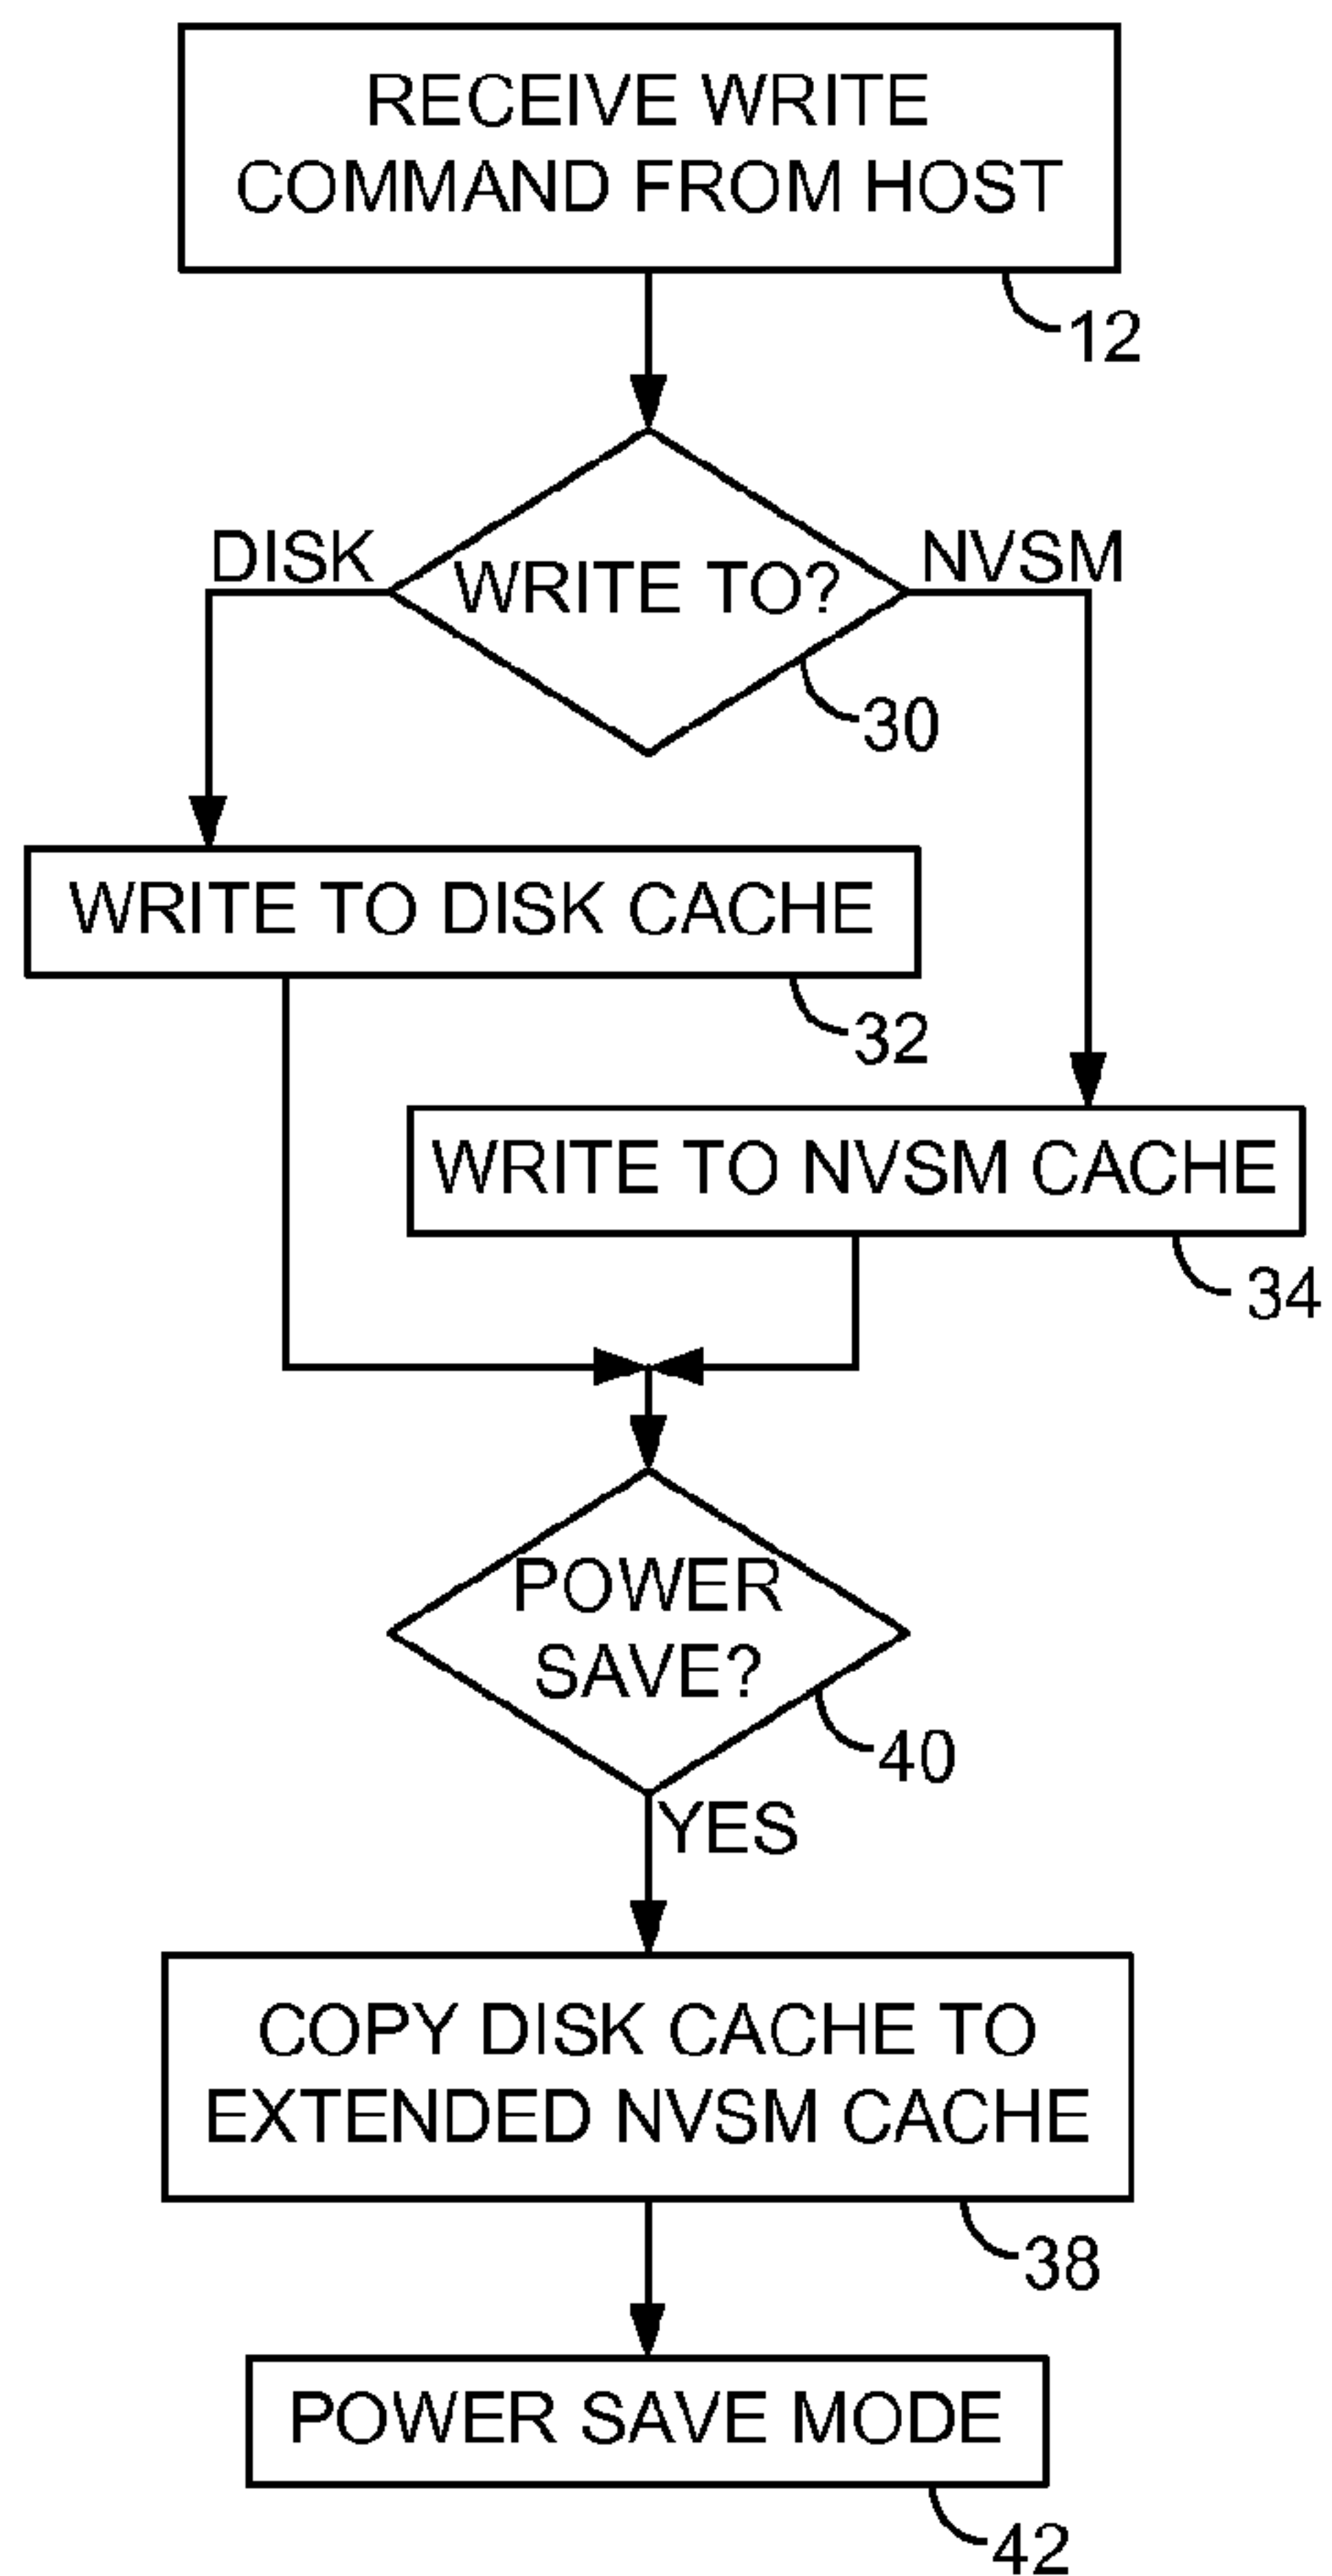 RECEIVE WRITE
COMMAND FROM HOST
12
DISK
WRITE TO?
NVSM
30
WRITE TO DISK CACHE
32
WRITE TO NVSM CACHE
34
POWER
SAVE?
40
YES
COPY DISK CACHE TO
EXTENDED NVSM CACHE
38
POWER SAVE MODE
42